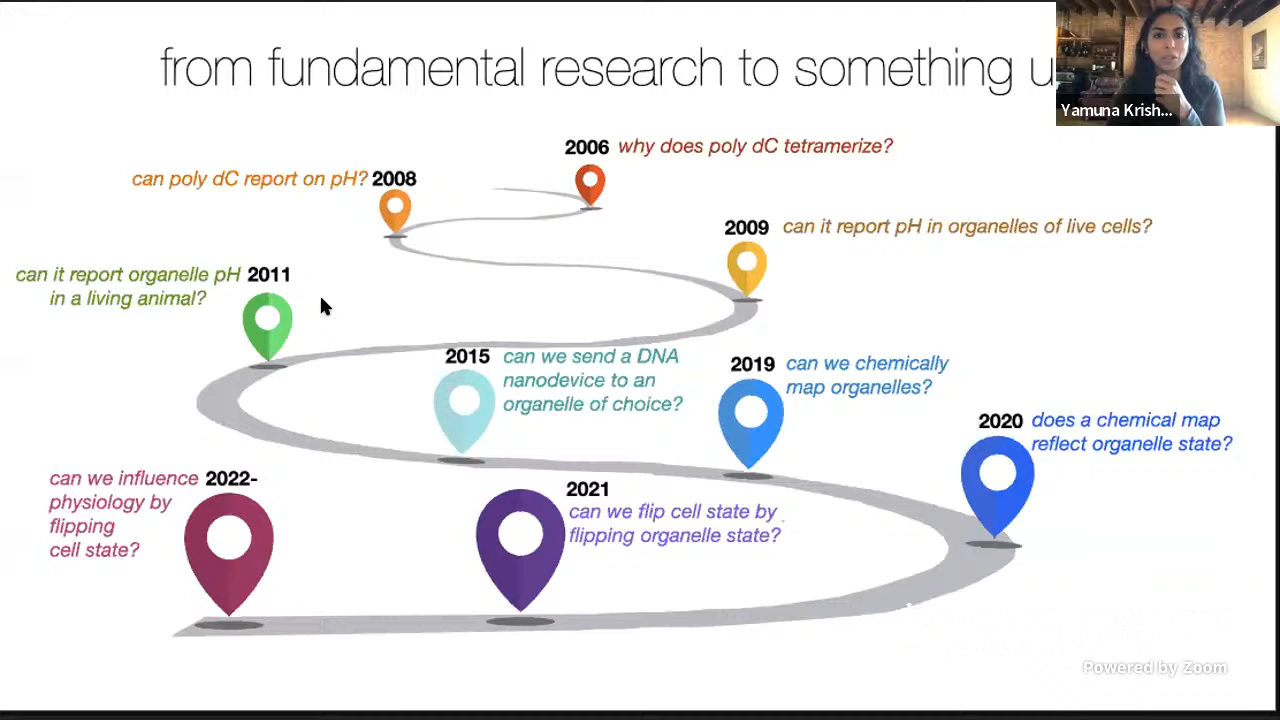 from fundamental research to something u
Yamuna Krish...
2006 why does poly dC tetramerize?
can poly dC report on pH? 2008
2009 can it report pH in organelles of live cells?
can it report organelle pH 2011
in a living animal?
2015 can we send a DNA
nanodevice to an
organelle of choice?
2019 can we chemically
map organelles?
2020 does a chemical map
reflect organelle state?
can we influence 2022-
physiology by
flipping
cell state?
2021
can we flip cell state by
flipping organelle state?
Powered by Zoom